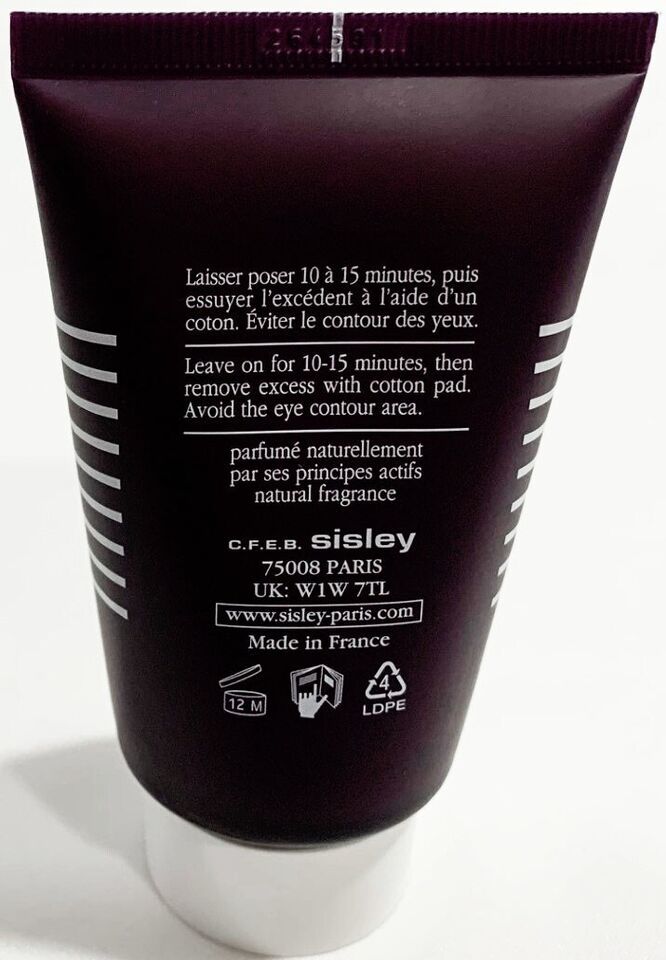 Laisser poser 10 à 15 minutes, puis
essuyer l'excédent à l'aide d'un
coton. Éviter le contour des yeux.
Leave on for 10-15 minutes, then
remove excess with cotton pad.
Avoid the eye contour area.
parfumé naturellement
par ses principes actifs
natural fragrance
C.F.E.B. sisley
75008 PARIS
UK: W1W 7TL
www.sisley-paris.com
Made in France
12 M
4
LDPE